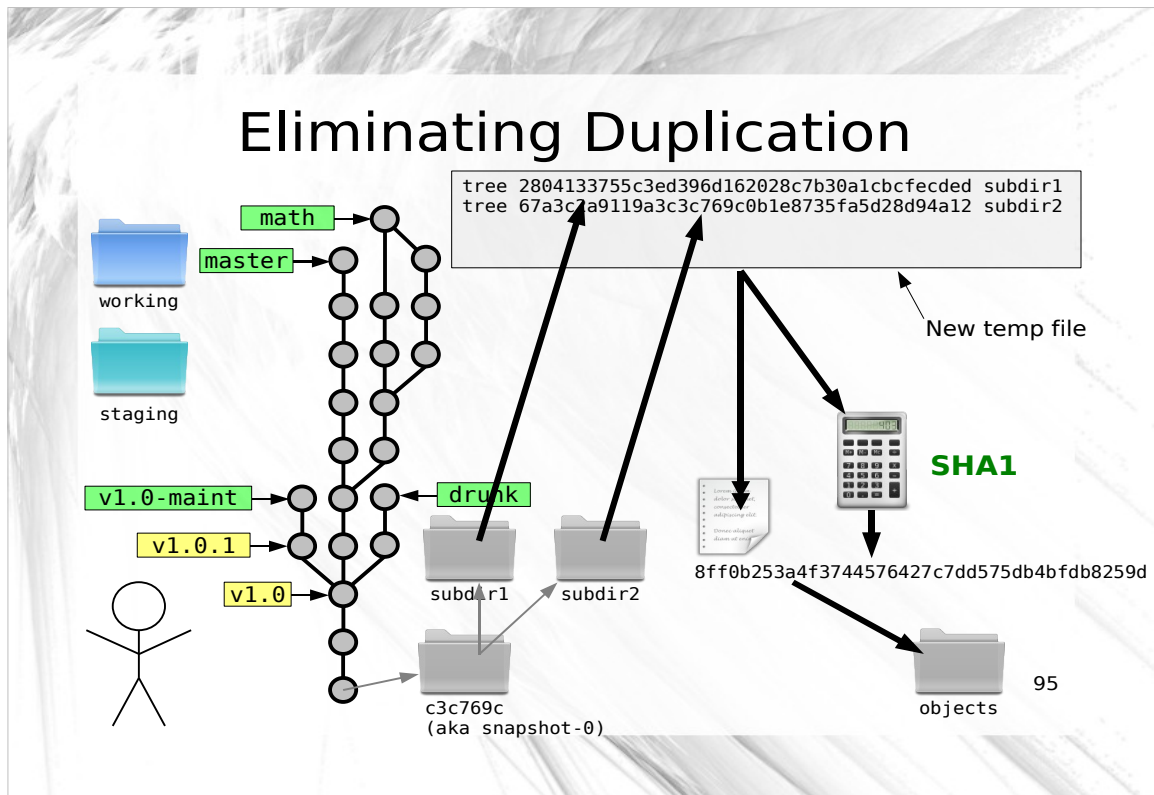 Eliminating Duplication
tree 2804133755c3ed396d162028c7b30a1cbcfecded subdir1
tree 67a3c2a9119a3c3c769c0b1e8735fa5d28d94a12 subdir2
math
master
working
New temp file
staging
403
SHA1
v1.0-maint
drunk
v1.0.1
8ff0b253a4f3744576427c7dd575db4bfdb8259d
v1.0
subdir1
subdir2
c3c769c
(aka snapshot-0)
objects
95